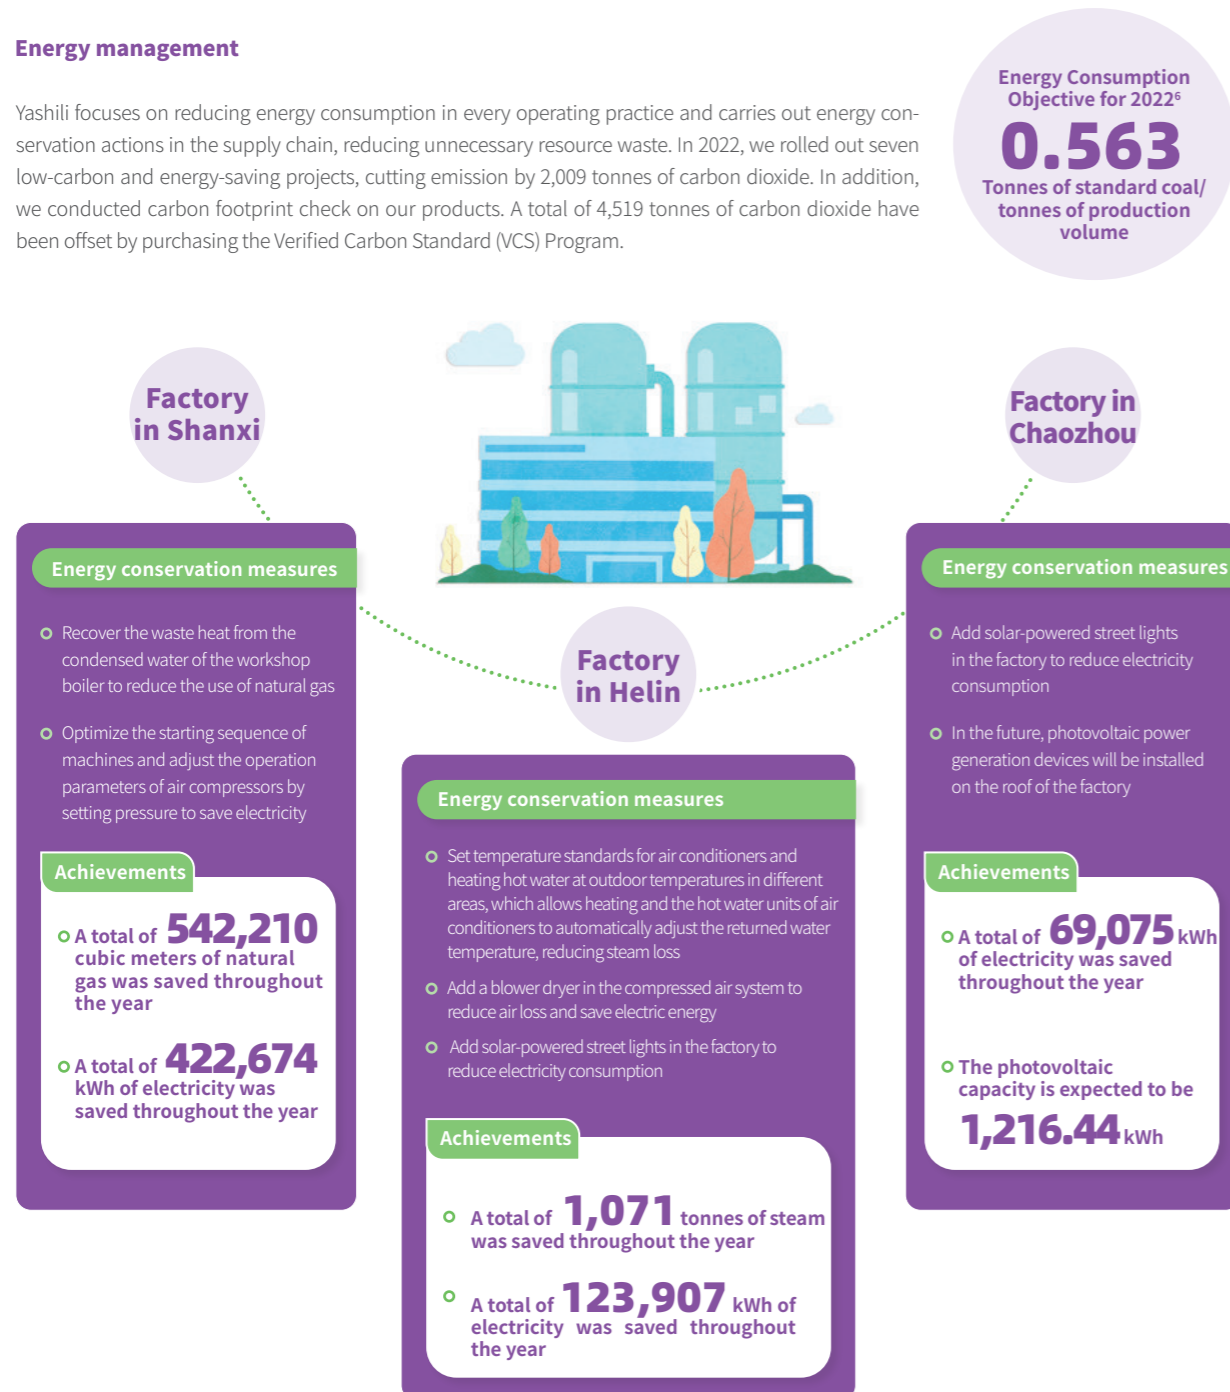 Energy management
Yashili focuses on reducing energy consumption in every operating practice and carries out energy con-
servation actions in the supply chain, reducing unnecessary resource waste. In 2022, we rolled out seven
low-carbon and energy-saving projects, cutting emission by 2,009 tonnes of carbon dioxide. In addition,
we conducted carbon footprint check on our products. A total of 4,519 tonnes of carbon dioxide have
been offset by purchasing the Verified Carbon Standard (VCS) Program.
Energy Consumption
Objective for 2022⁶
0.563
Tonnes of standard coal/
tonnes of production
volume
Factory
in Shanxi
Energy conservation measures
Recover the waste heat from the
condensed water of the workshop
boiler to reduce the use of natural gas
Optimize the starting sequence of
machines and adjust the operation
parameters of air compressors by
setting pressure to save electricity
Achievements
A total of 542,210
cubic meters of natural
gas was saved throughout
the year
A total of 422,674
kWh of electricity was
saved throughout the year
Factory
in Helin
Energy conservation measures
Set temperature standards for air conditioners and
heating hot water at outdoor temperatures in different
areas, which allows heating and the hot water units of air
conditioners to automatically adjust the returned water
temperature, reducing steam loss
Add a blower dryer in the compressed air system to
reduce air loss and save electric energy
Add solar-powered street lights in the factory to
reduce electricity consumption
Achievements
A total of 1,071 tonnes of steam
was saved throughout the year
A total of 123,907 kWh of
electricity was saved throughout
the year
Factory in
Chaozhou
Energy conservation measures
Add solar-powered street lights
in the factory to reduce electricity
consumption
In the future, photovoltaic power
generation devices will be installed
on the roof of the factory
Achievements
A total of 69,075 kWh
of electricity was saved
throughout the year
The photovoltaic
capacity is expected to be
1,216.44 kWh